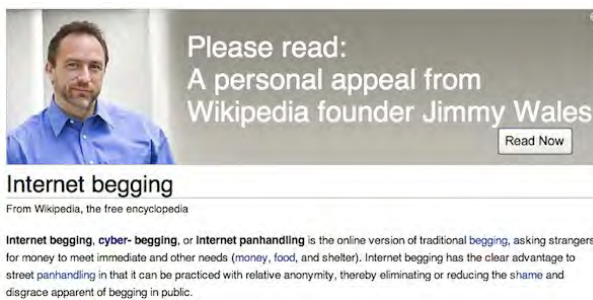 Please read:
A personal appeal from
Wikipedia founder Jimmy Wales
Read Now
Internet begging
From Wikipedia, the free encyclopedia
Internet begging, cyber- begging, or Internet panhandling is the online version of traditional begging, asking strangers
for money to meet immediate and other needs (money, food, and shelter). Internet begging has the clear advantage to
street panhandling in that it can be practiced with relative anonymity, thereby eliminating or reducing the shame and
disgrace apparent of begging in public.